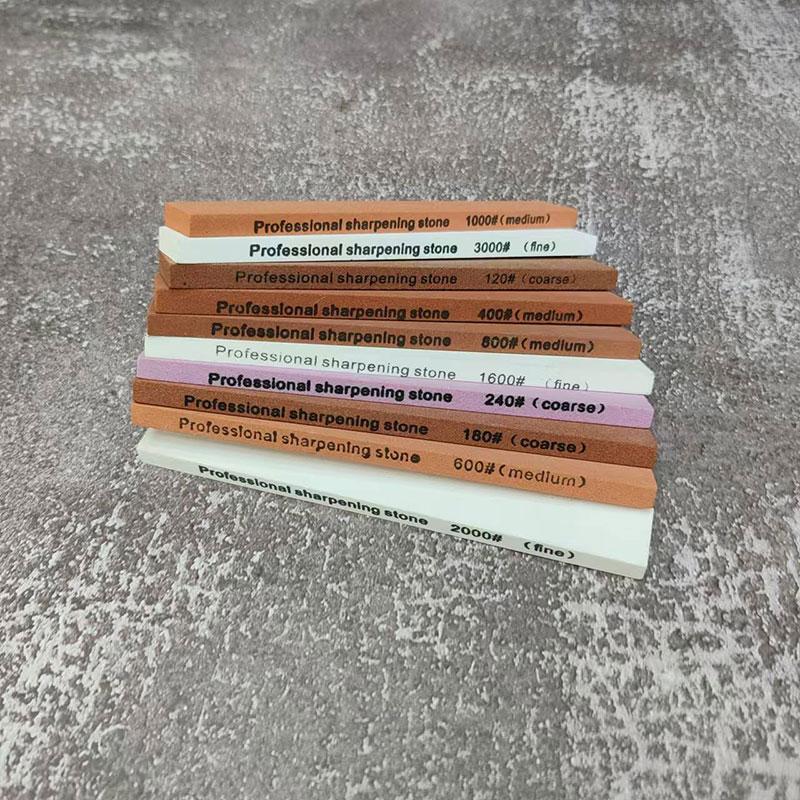 Professional sharpening stone 1000# (medium)
Professional sharpening stone 3000# (fine)
Professional sharpening stone 120# (coarse)
Professional sharpening stone 400# (medium)
Professional sharpening stone 800# (medium)
Professional sharpening stone 1600# (fine)
Professional sharpening stone 240# (coarse)
Professional sharpening stone 180# (coarse)
Professional sharpening stone 600# (medium)
Professional sharpening stone 2000# (fine)